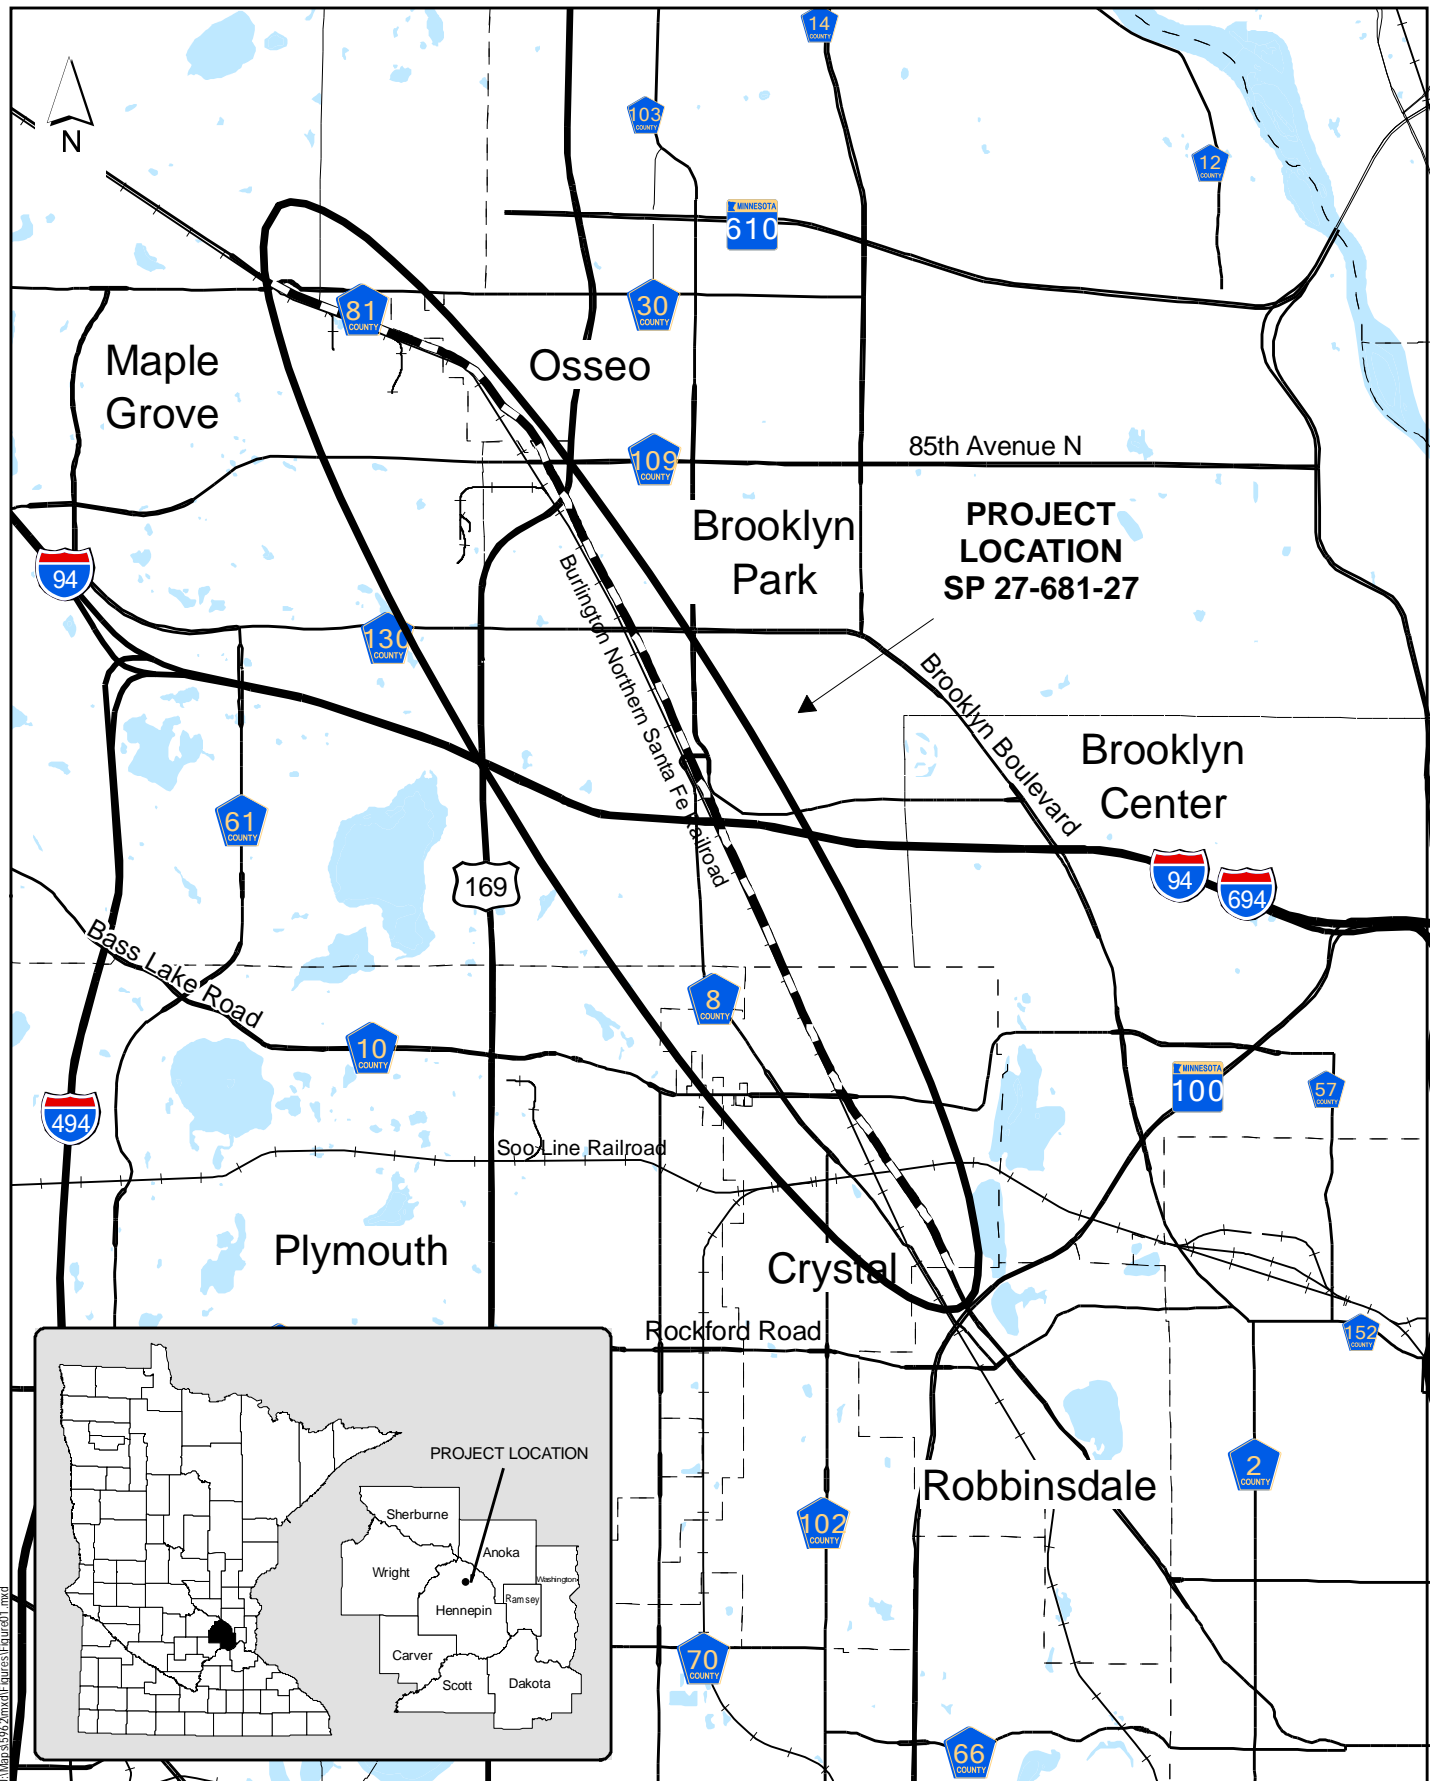 14
COUNTY
103
COUNTY
12
COUNTY
N
MINNESOTA
610
81
COUNTY
30
COUNTY
Maple
Grove
Osseo
109
COUNTY
85th Avenue N
PROJECT
LOCATION
SP 27-681-27
Brooklyn
Park
94
Burlington Northern Santa Fe Railroad
130
COUNTY
Brooklyn Boulevard
Brooklyn
Center
61
COUNTY
169
94
694
Bass Lake Road
8
COUNTY
10
COUNTY
MINNESOTA
100
57
COUNTY
494
Soo Line Railroad
Plymouth
Crystal
Rockford Road
152
COUNTY
PROJECT LOCATION
Sherburne
Anoka
Wright
Washington
Ramsey
Hennepin
Carver
Scott
Dakota
Robbinsdale
2
COUNTY
102
COUNTY
70
COUNTY
66
COUNTY